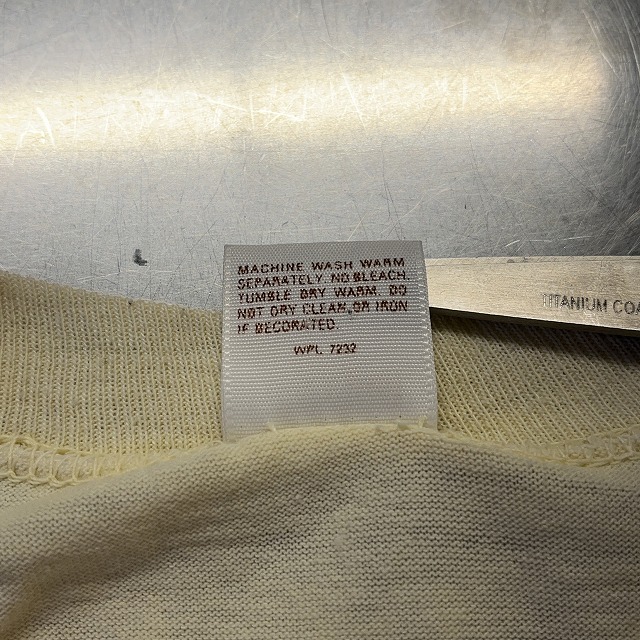 MACHINE WASH WARM
SEPARATELY. NO BLEACH.
TUMBLE DRY WARM. DO
NOT DRY CLEAN, OR IRON
IF DECORATED.
WPL 7232
TITANIUM COA